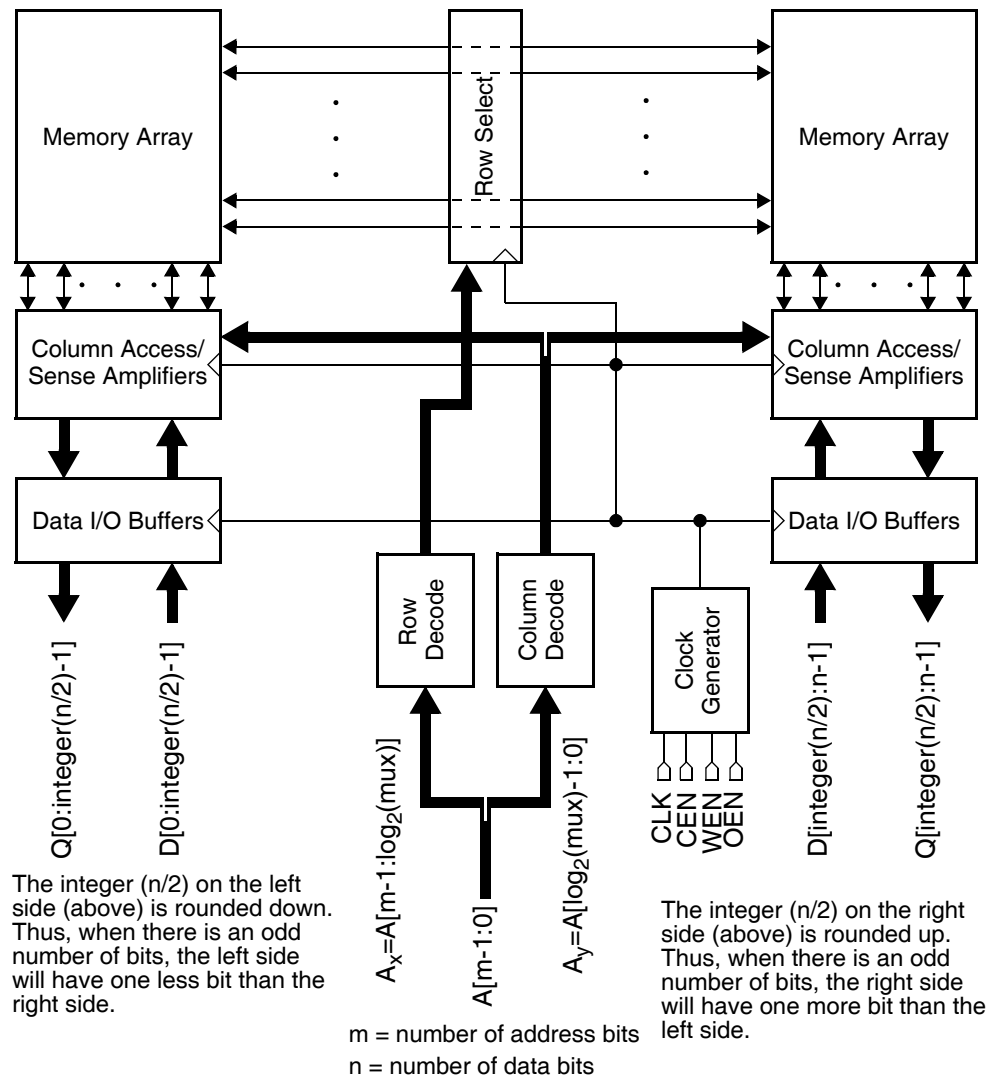 Memory Array
Row Select
Memory Array
Column Access/
Sense Amplifiers
Column Access/
Sense Amplifiers
Data I/O Buffers
Data I/O Buffers
Row
Decode
Column
Decode
Clock
Generator
Q[0:integer(n/2)-1]
D[0:integer(n/2)-1]
Aₓ=A[m-1:log₂(mux)]
A[m-1:0]
Aᵧ=A[log₂(mux)-1:0]
CLK
CEN
WEN
OEN
D[integer(n/2):n-1]
Q[integer(n/2):n-1]
The integer (n/2) on the left
side (above) is rounded down.
Thus, when there is an odd
number of bits, the left side
will have one less bit than the
right side.
The integer (n/2) on the right
side (above) is rounded up.
Thus, when there is an odd
number of bits, the right side
will have one more bit than the
left side.
m = number of address bits
n = number of data bits